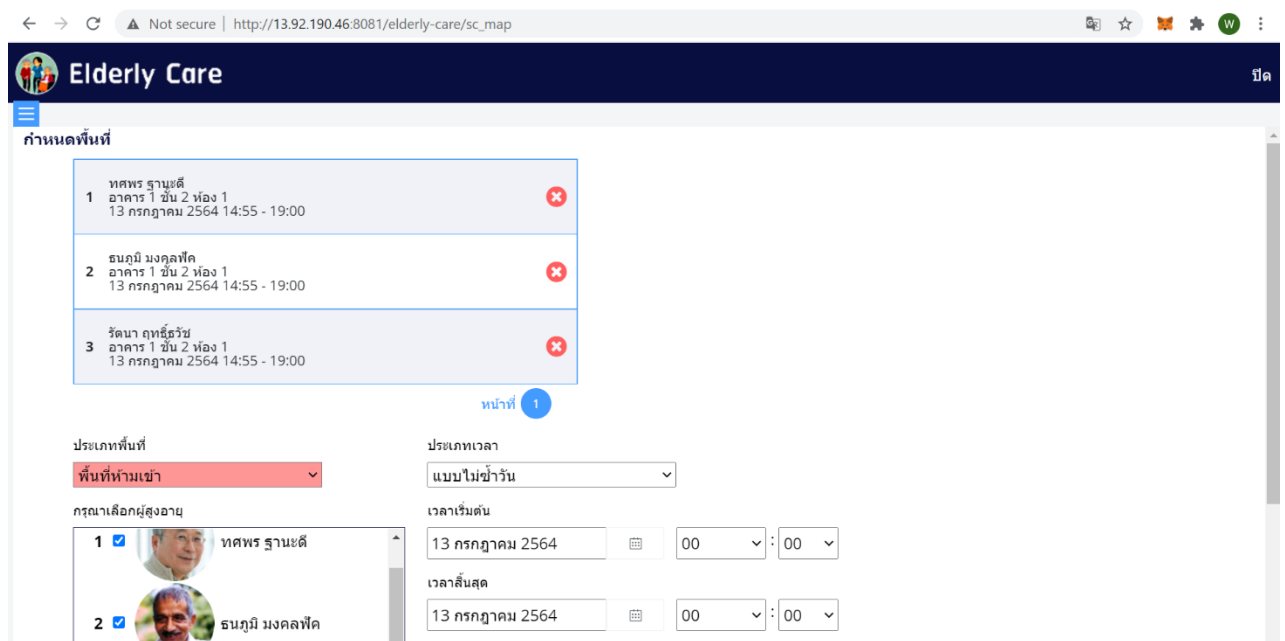 Not secure | http://13.92.190.46:8081/elderly-care/sc_map
W
Elderly Care
ปิด
กำหนดพื้นที่
1 ทศพร ฐานะดี
อาคาร 1 ชั้น 2 ห้อง 1
13 กรกฎาคม 2564 14:55 - 19:00
2 ธนภูมิ มงคลฟัค
อาคาร 1 ชั้น 2 ห้อง 1
13 กรกฎาคม 2564 14:55 - 19:00
3 รัตนา ฤทธิ์ธวัช
อาคาร 1 ชั้น 2 ห้อง 1
13 กรกฎาคม 2564 14:55 - 19:00
หน้าที่ 1
ประเภทพื้นที่ ประเภทเวลา
พื้นที่ห้ามเข้า แบบไม่ซ้ำวัน
กรุณาเลือกผู้สูงอายุ เวลาเริ่มต้น
1 ทศพร ฐานะดี 13 กรกฎาคม 2564 00 : 00
เวลาสิ้นสุด
2 ธนภูมิ มงคลฟัค 13 กรกฎาคม 2564 00 : 00